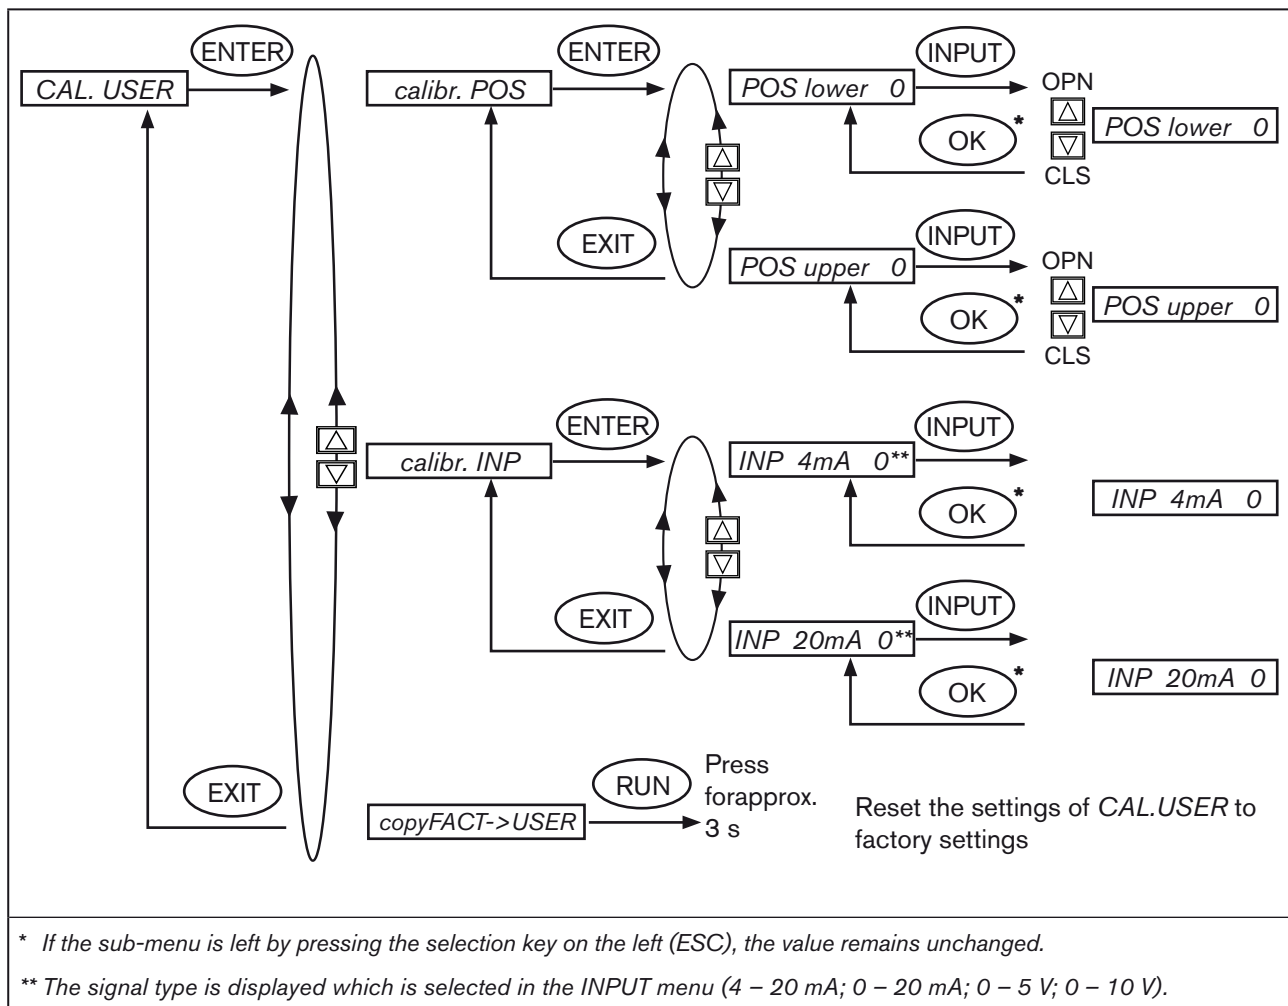 CAL. USER
ENTER
calibr. POS
ENTER
POS lower 0
INPUT
OPN
△
▽
CLS
POS lower 0
OK*
EXIT
POS upper 0
INPUT
OPN
△
▽
CLS
POS upper 0
OK*
△
▽
△
▽
calibr. INP
ENTER
INP 4mA 0**
INPUT
OK*
INP 4mA 0
△
▽
EXIT
INP 20mA 0**
INPUT
OK*
INP 20mA 0
EXIT
copyFACT->USER
RUN
Press
forapprox.
3 s
Reset the settings of CAL.USER to
factory settings
* If the sub-menu is left by pressing the selection key on the left (ESC), the value remains unchanged.
** The signal type is displayed which is selected in the INPUT menu (4 – 20 mA; 0 – 20 mA; 0 – 5 V; 0 – 10 V).